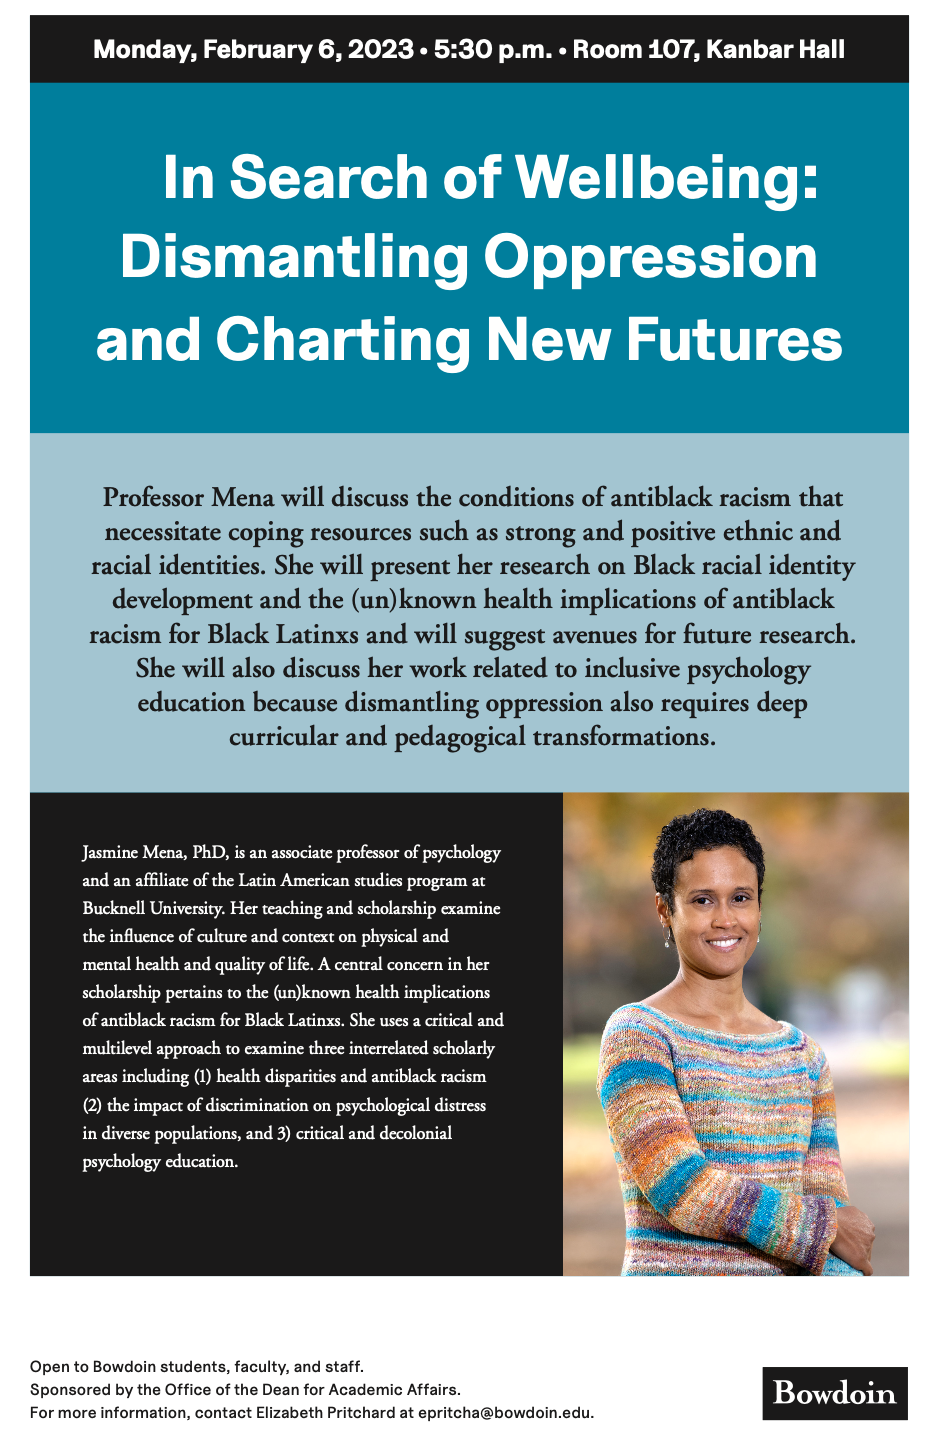 Monday, February 6, 2023 • 5:30 p.m. • Room 107, Kanbar Hall
In Search of Wellbeing:
Dismantling Oppression
and Charting New Futures
Professor Mena will discuss the conditions of antiblack racism that
necessitate coping resources such as strong and positive ethnic and
racial identities. She will present her research on Black racial identity
development and the (un)known health implications of antiblack
racism for Black Latinxs and will suggest avenues for future research.
She will also discuss her work related to inclusive psychology
education because dismantling oppression also requires deep
curricular and pedagogical transformations.
Jasmine Mena, PhD, is an associate professor of psychology
and an affiliate of the Latin American studies program at
Bucknell University. Her teaching and scholarship examine
the influence of culture and context on physical and
mental health and quality of life. A central concern in her
scholarship pertains to the (un)known health implications
of antiblack racism for Black Latinxs. She uses a critical and
multilevel approach to examine three interrelated scholarly
areas including (1) health disparities and antiblack racism
(2) the impact of discrimination on psychological distress
in diverse populations, and 3) critical and decolonial
psychology education.
Open to Bowdoin students, faculty, and staff.
Sponsored by the Office of the Dean for Academic Affairs.
For more information, contact Elizabeth Pritchard at epritcha@bowdoin.edu.
Bowdoin